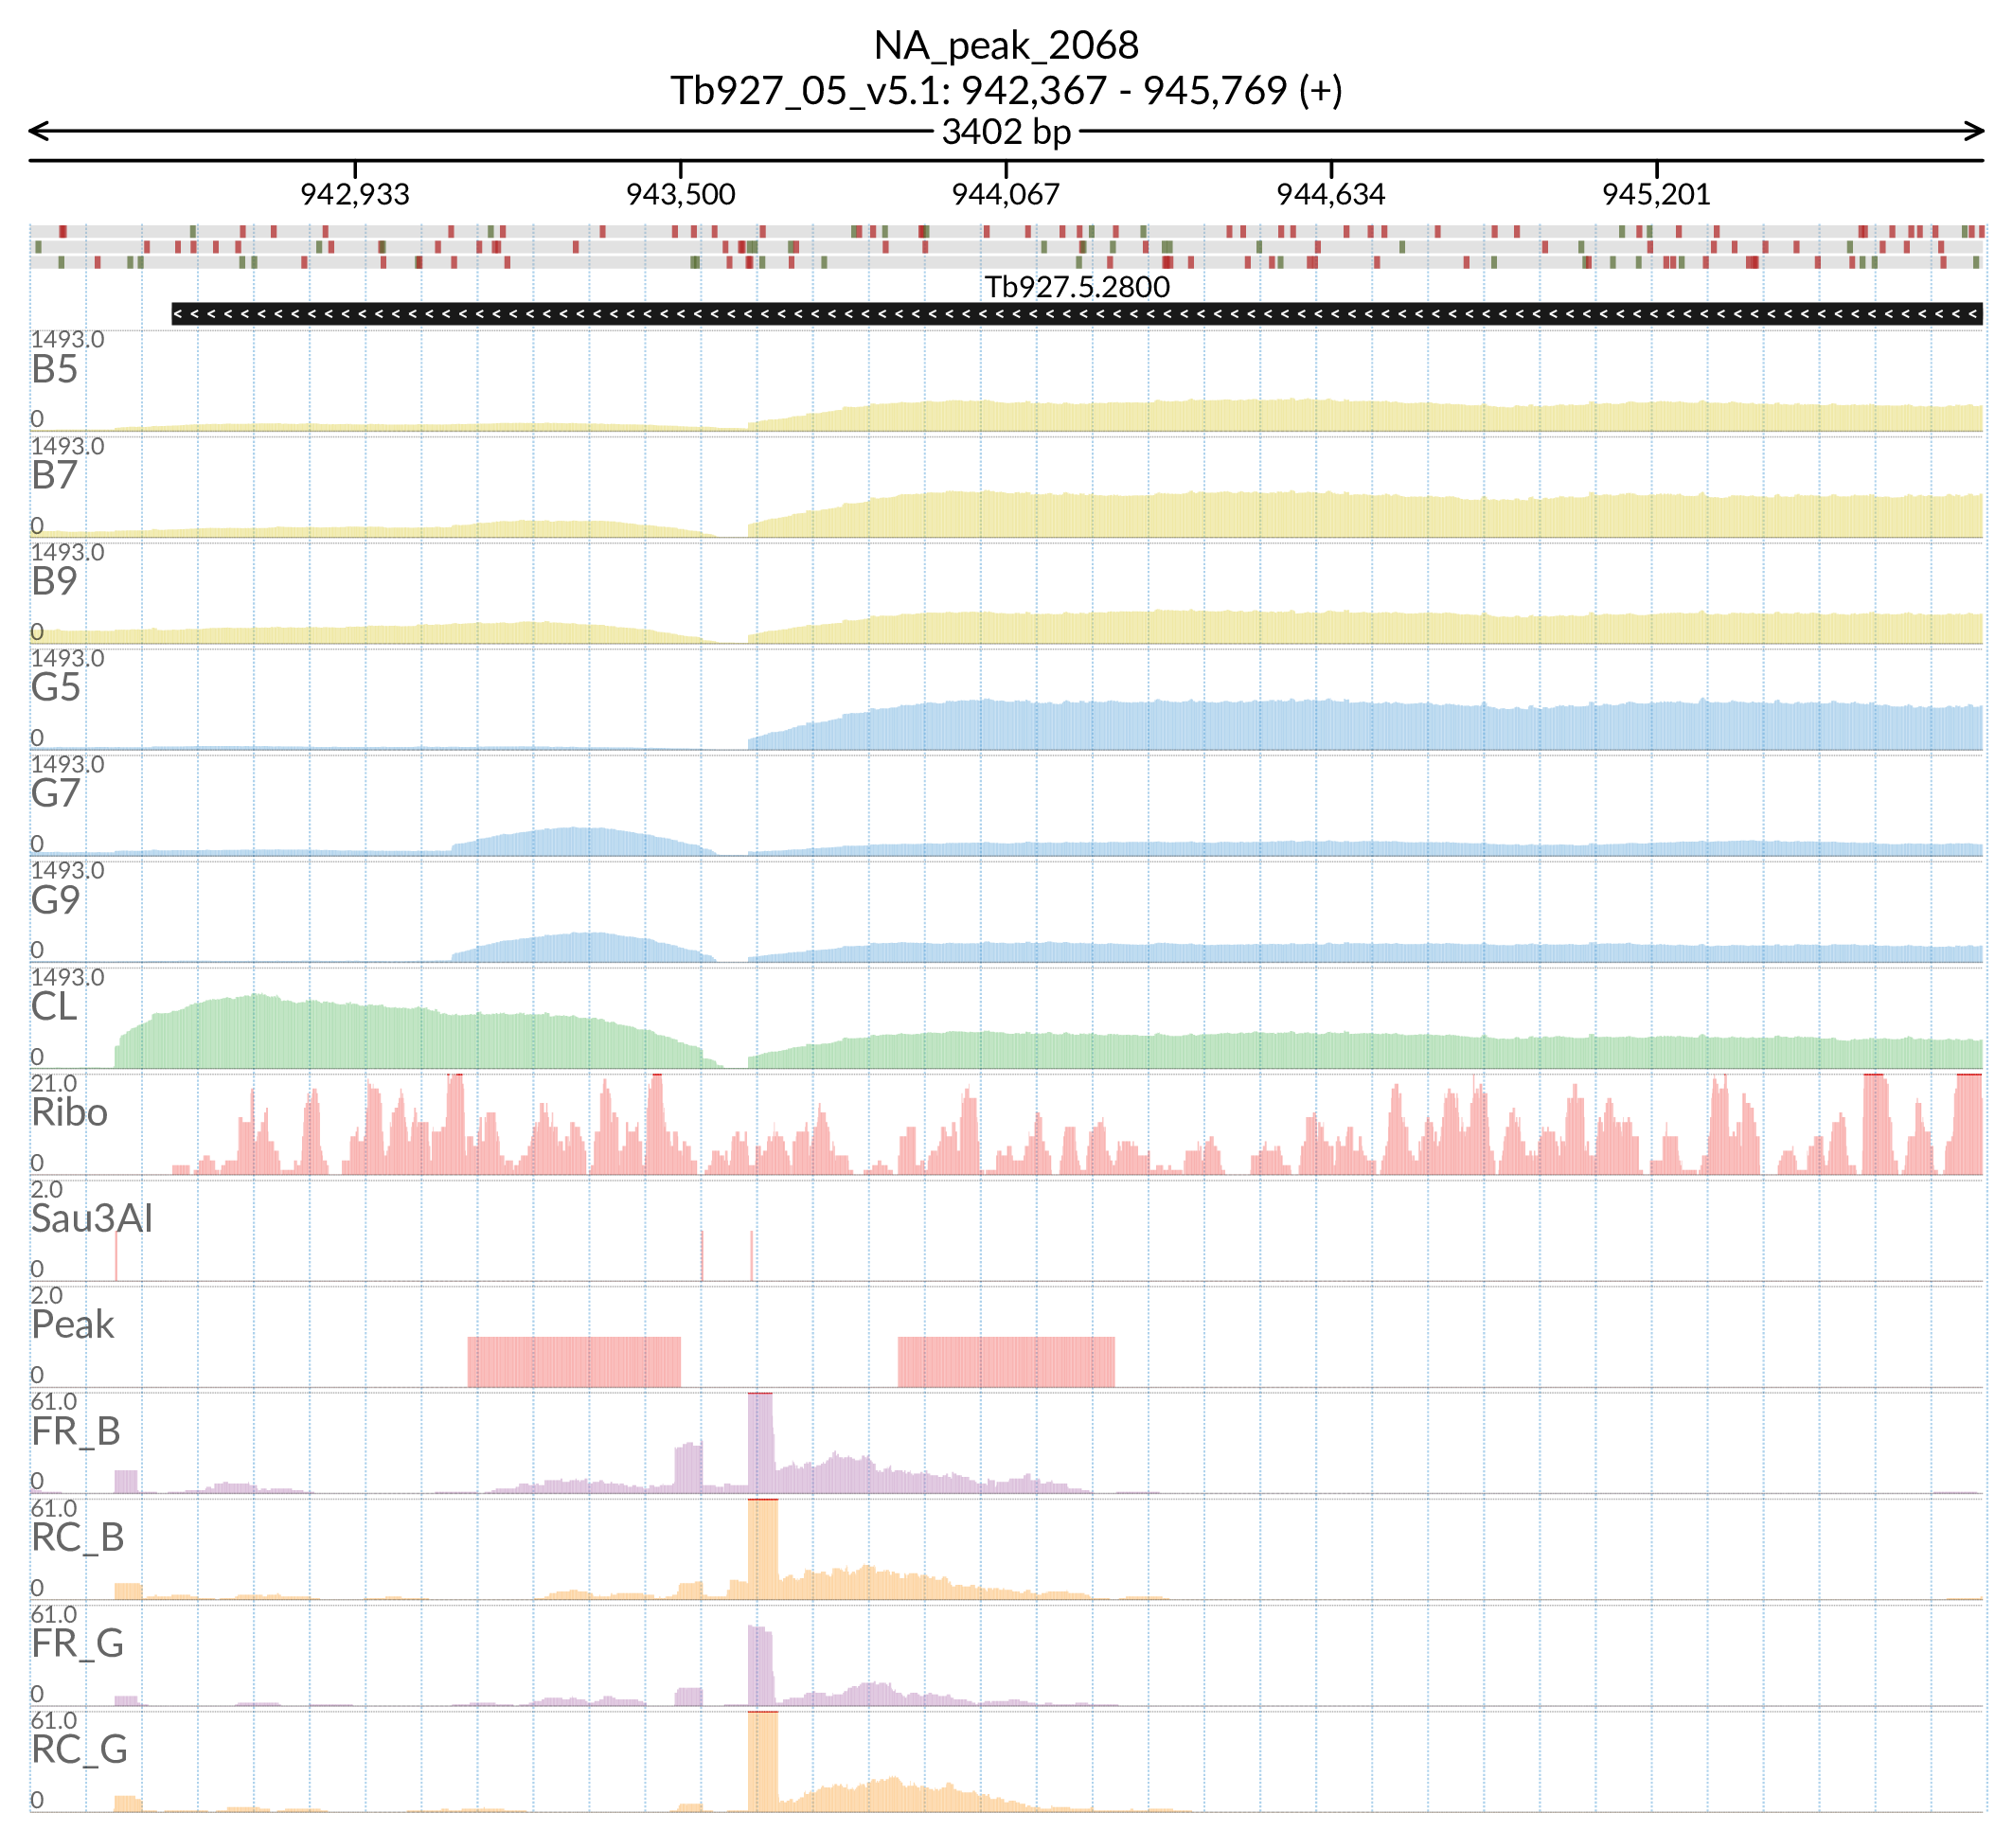 NA_peak_2068
Tb927_05_v5.1: 942,367 - 945,769 (+)
3402 bp
942,933 943,500 944,067 944,634 945,201
Tb927.5.2800
1493.0
B5
0
1493.0
B7
0
1493.0
B9
0
1493.0
G5
0
1493.0
G7
0
1493.0
G9
0
1493.0
CL
0
21.0
Ribo
0
2.0
Sau3AI
0
2.0
Peak
0
61.0
FR_B
0
61.0
RC_B
0
61.0
FR_G
0
61.0
RC_G
0